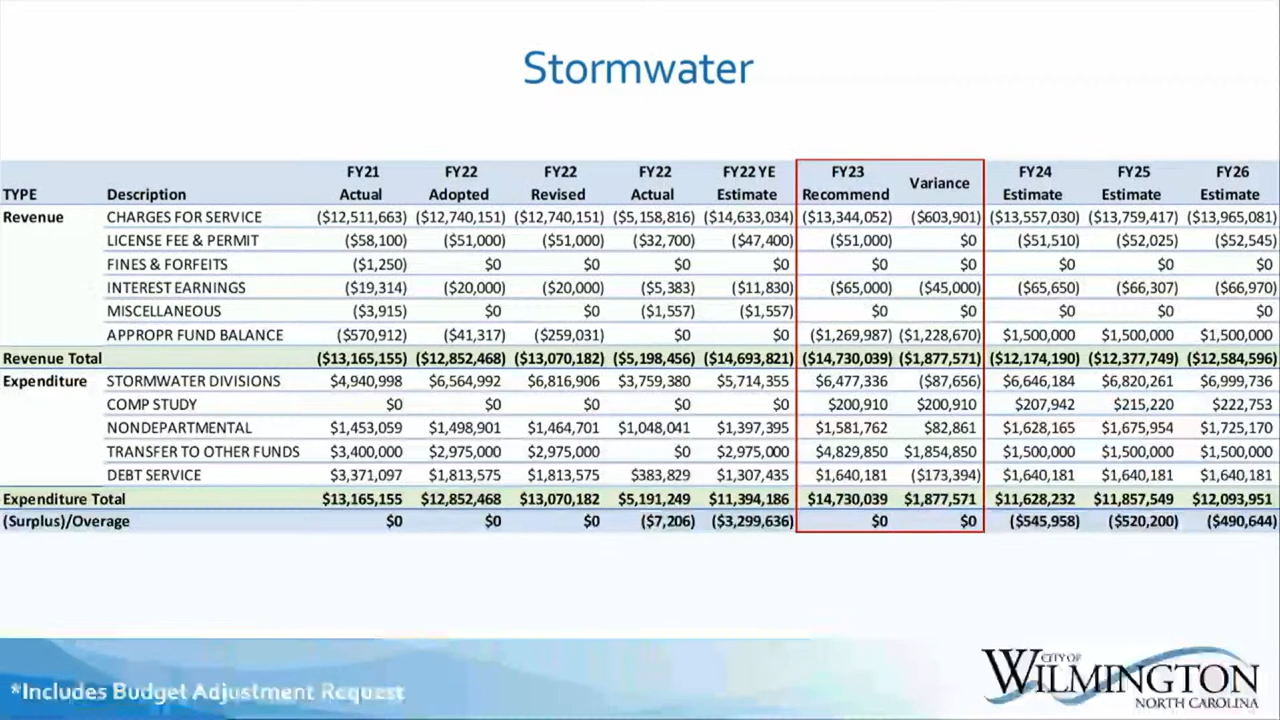 Stormwater
FY21 FY22 FY22 FY22 FY22 YE FY23 FY24 FY25 FY26
TYPE Description Actual Adopted Revised Actual Estimate Recommend Variance Estimate Estimate Estimate
Revenue CHARGES FOR SERVICE ($12,511,663) ($12,740,151) ($12,740,151) ($5,158,816) ($14,633,034) ($13,344,052) ($603,901) ($13,557,030) ($13,759,417) ($13,965,081)
LICENSE FEE & PERMIT ($58,100) ($51,000) ($51,000) ($32,700) ($47,400) ($51,000) $0 ($51,510) ($52,025) ($52,545)
FINES & FORFEITS ($1,250) $0 $0 $0 $0 $0 $0 $0 $0 $0
INTEREST EARNINGS ($19,314) ($20,000) ($20,000) ($5,383) ($11,830) ($65,000) ($45,000) ($65,650) ($66,307) ($66,970)
MISCELLANEOUS ($3,915) $0 $0 ($1,557) ($1,557) $0 $0 $0 $0 $0
APPROPR FUND BALANCE ($570,912) ($41,317) ($259,031) $0 $0 ($1,269,987) ($1,228,670) $1,500,000 $1,500,000 $1,500,000
Revenue Total ($13,165,155) ($12,852,468) ($13,070,182) ($5,198,456) ($14,693,821) ($14,730,039) ($1,877,571) ($12,174,190) ($12,377,749) ($12,584,596)
Expenditure STORMWATER DIVISIONS $4,940,998 $6,564,992 $6,816,906 $3,759,380 $5,714,355 $6,477,336 ($87,656) $6,646,184 $6,820,261 $6,999,736
COMP STUDY $0 $0 $0 $0 $0 $200,910 $200,910 $207,942 $215,220 $222,753
NONDEPARTMENTAL $1,453,059 $1,498,901 $1,464,701 $1,048,041 $1,397,395 $1,581,762 $82,861 $1,628,165 $1,675,954 $1,725,170
TRANSFER TO OTHER FUNDS $3,400,000 $2,975,000 $2,975,000 $0 $2,975,000 $4,829,850 $1,854,850 $1,500,000 $1,500,000 $1,500,000
DEBT SERVICE $3,371,097 $1,813,575 $1,813,575 $383,829 $1,307,435 $1,640,181 ($173,394) $1,640,181 $1,640,181 $1,640,181
Expenditure Total $13,165,155 $12,852,468 $13,070,182 $5,191,249 $11,394,186 $14,730,039 $1,877,571 $11,628,232 $11,857,549 $12,093,951
(Surplus)/Overage $0 $0 $0 ($7,206) ($3,299,636) $0 $0 ($545,958) ($520,200) ($490,644)
*Includes Budget Adjustment Request
CITY OF
WILMINGTON
NORTH CAROLINA